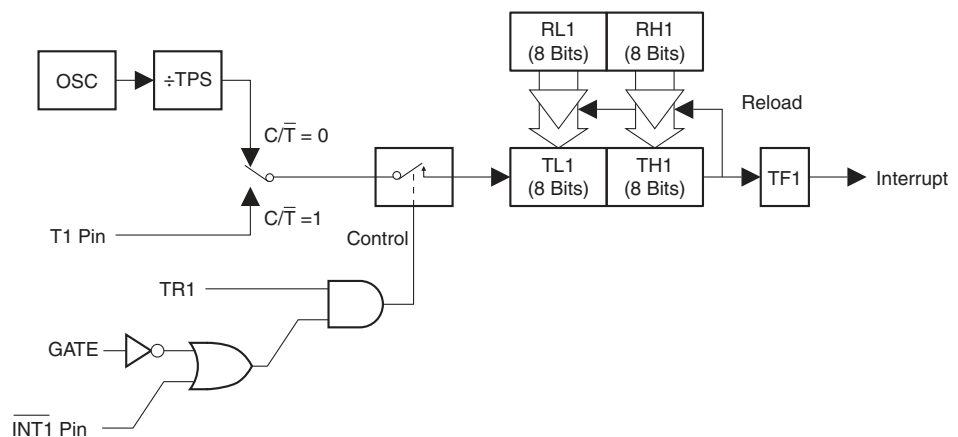 RL1
(8 Bits)
RH1
(8 Bits)
OSC
÷TPS
Reload
C/T̅ = 0
TL1
(8 Bits)
TH1
(8 Bits)
TF1
Interrupt
C/T̅ =1
T1 Pin
Control
TR1
GATE
I̅N̅T̅1̅ Pin